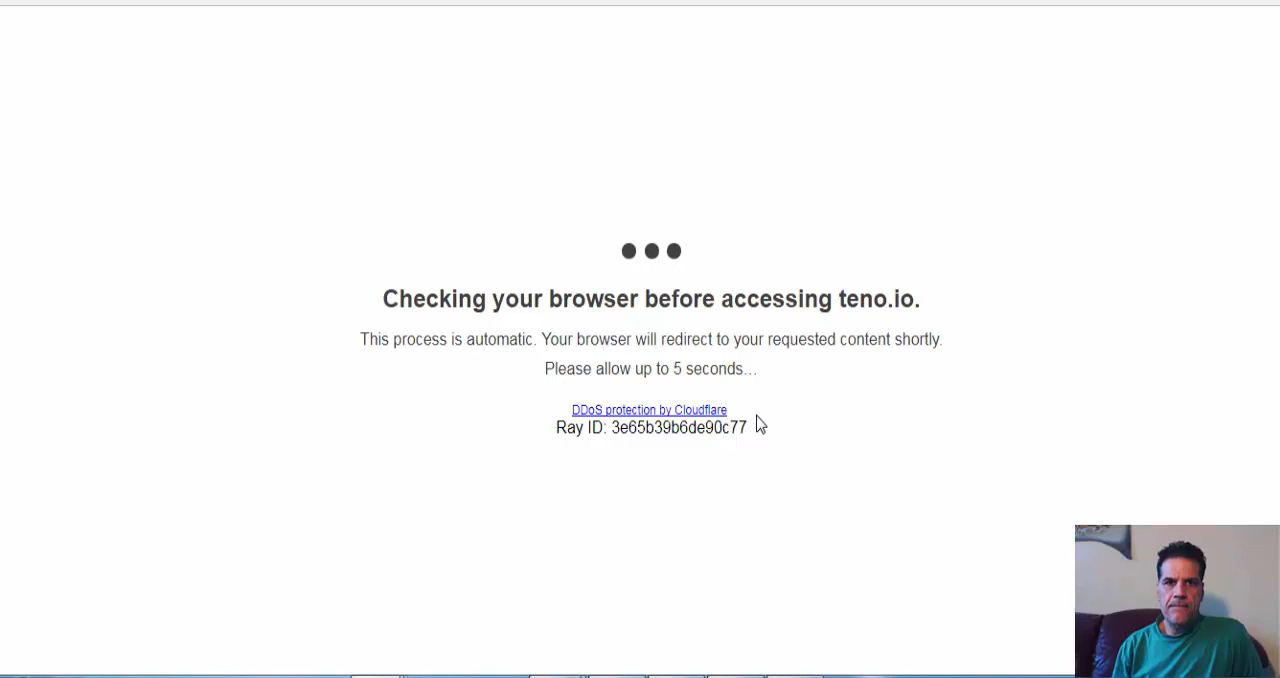 Checking your browser before accessing teno.io.
This process is automatic. Your browser will redirect to your requested content shortly.
Please allow up to 5 seconds…
DDoS protection by Cloudflare
Ray ID: 3e65b39b6de90c77